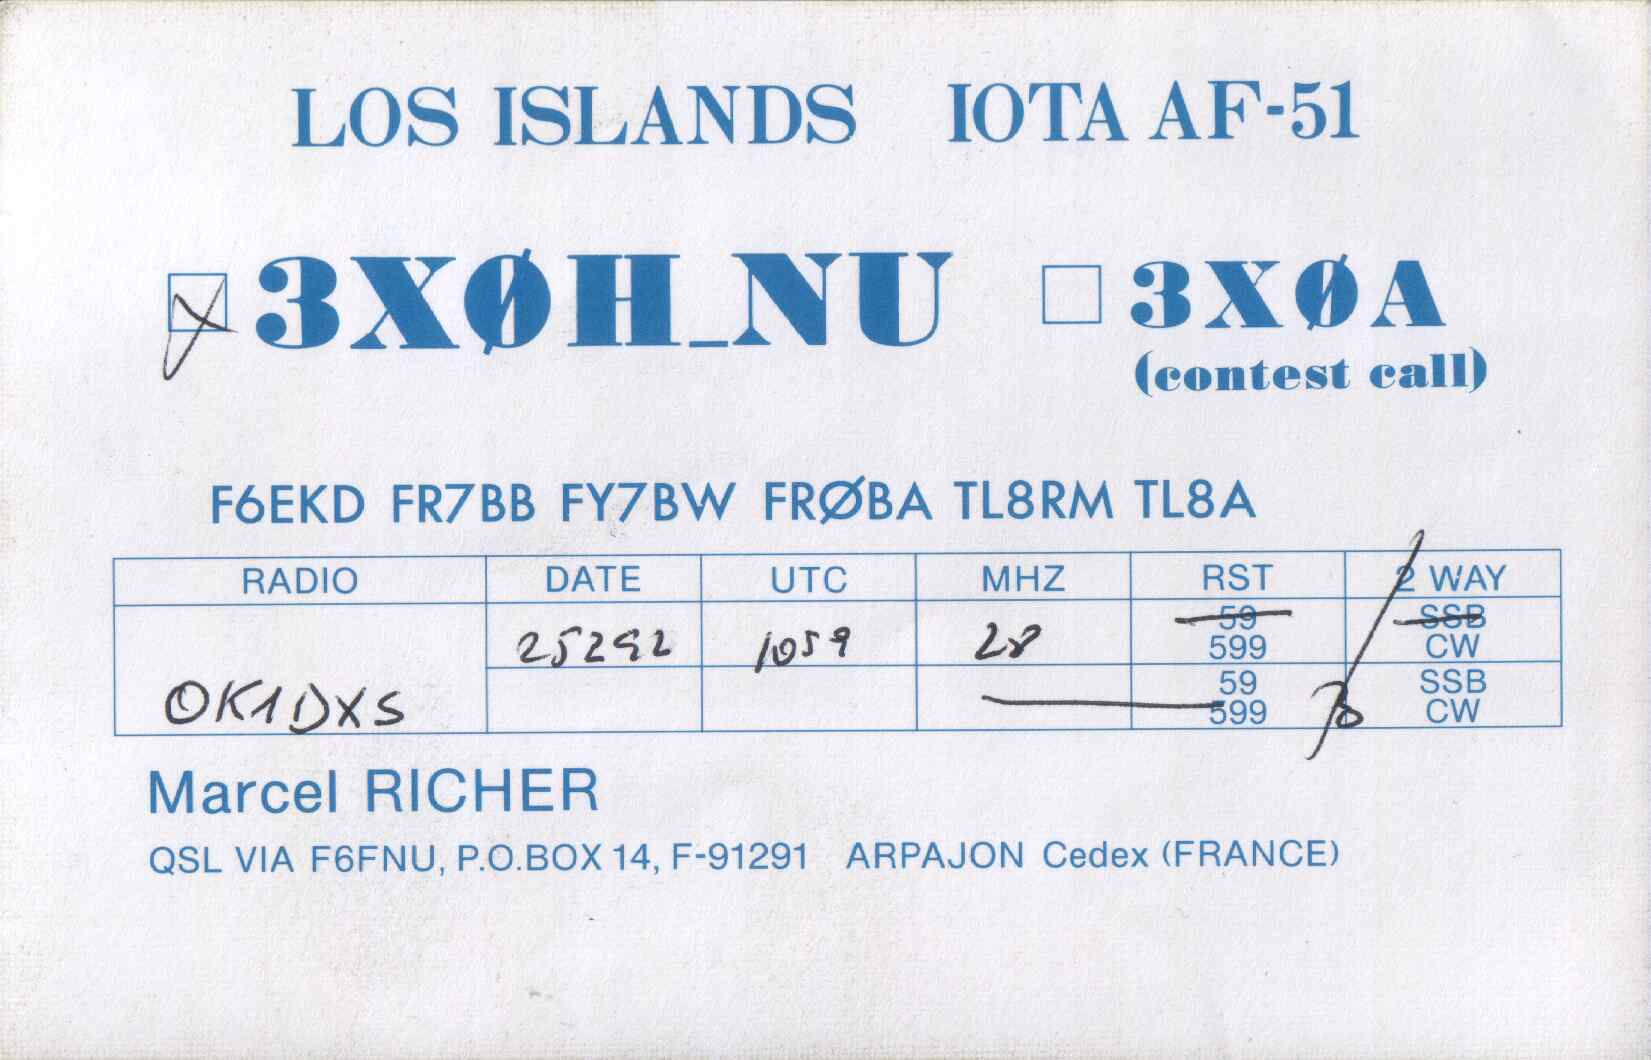 LOS ISLANDS IOTA AF-51
3XØH_NU 3XØA
(contest call)
F6EKD FR7BB FY7BW FRØBA TL8RM TL8A
RADIO DATE UTC MHZ RST 2 WAY
59 SSB
25292 1059 28 599 CW
OK1DXS 59 SSB
599 CW
Marcel RICHER
QSL VIA F6FNU, P.O.BOX 14, F-91291 ARPAJON Cedex (FRANCE)